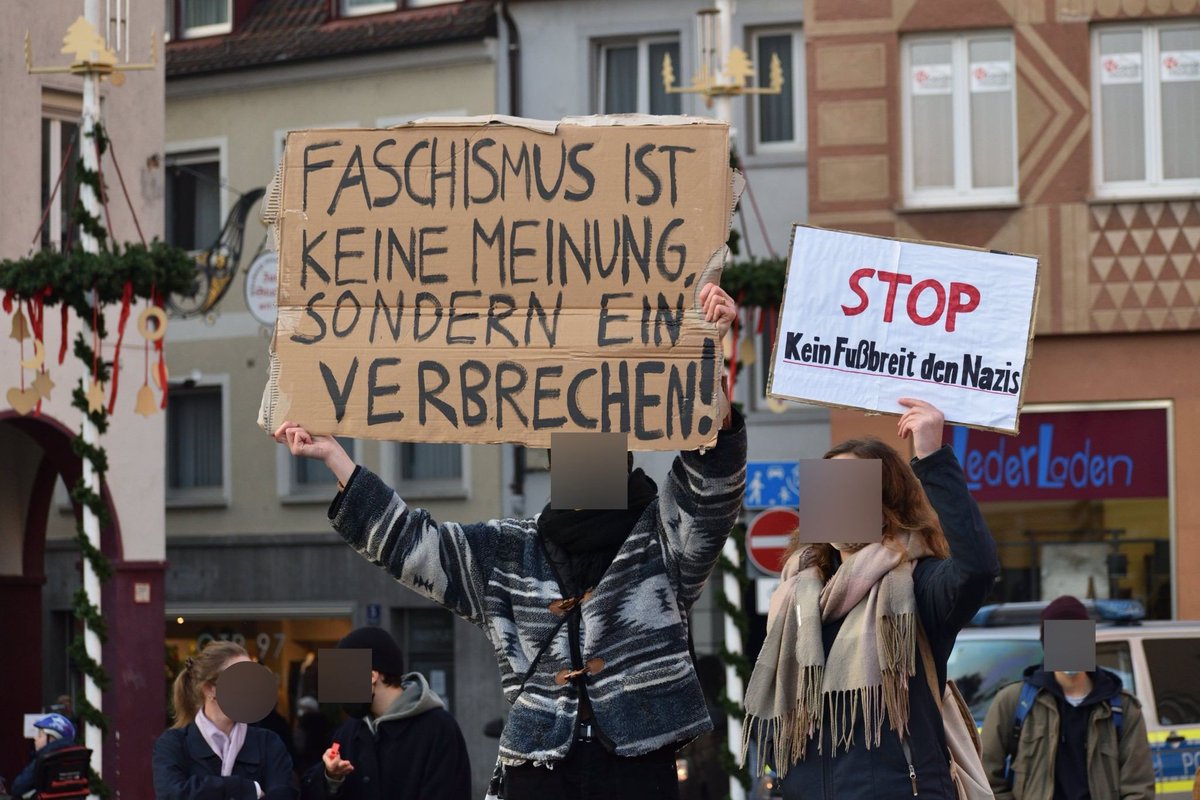 FASCHISMUS IST
KEINE MEINUNG,
SONDERN EIN
VERBRECHEN!
STOP
Kein Fußbreit den Nazis
LederLaden